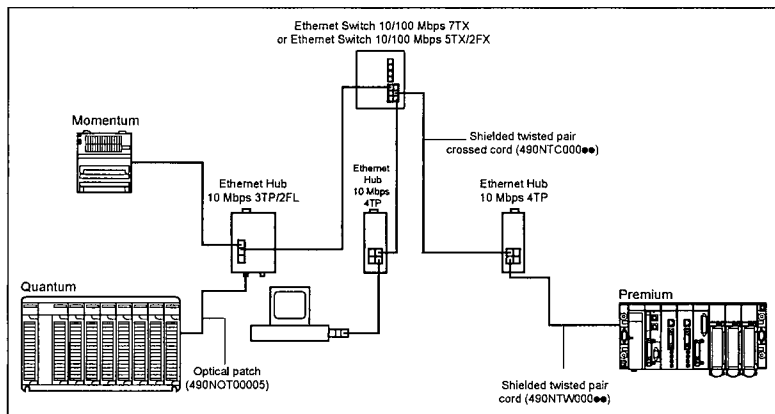 Ethernet Switch 10/100 Mbps 7TX
or Ethernet Switch 10/100 Mbps 5TX/2FX
Momentum
Shielded twisted pair
crossed cord (490NTC000●●)
Ethernet
Hub
10 Mbps
4TP
Ethernet Hub
10 Mbps 3TP/2FL
Ethernet Hub
10 Mbps 4TP
Quantum
Premium
Optical patch
(490NOT00005)
Shielded twisted pair
cord (490NTW000●●)